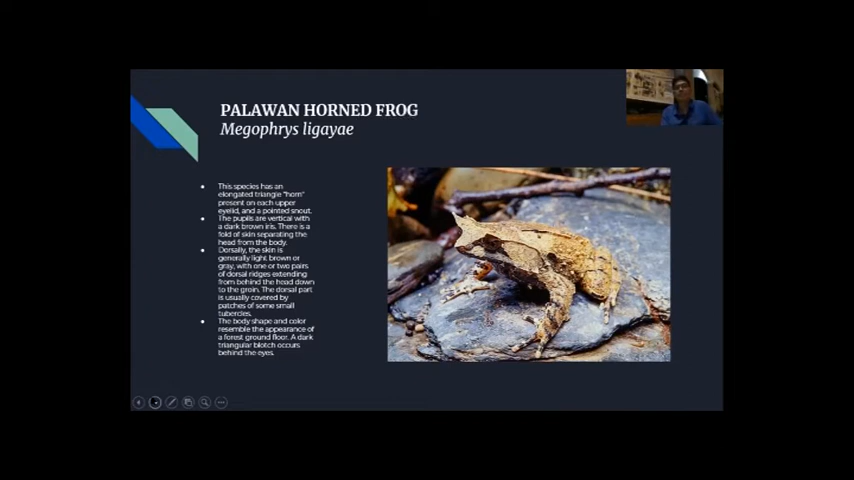 PALAWAN HORNED FROG
Megophrys ligayae
This species has an
elongated triangle "horn"
present on each upper
eyelid, and a pointed snout.
The pupils are vertical with
a dark brown iris. There is a
fold of skin separating the
head from the body.
Dorsally, the skin is
generally light brown or
gray, with one or two pairs
of dorsal ridges extending
from behind the head down
to the groin. The dorsal part
is usually covered by
patches of some small
tubercles.
The body shape and color
resemble the appearance of
a forest ground floor. A dark
triangular blotch occurs
behind the eyes.